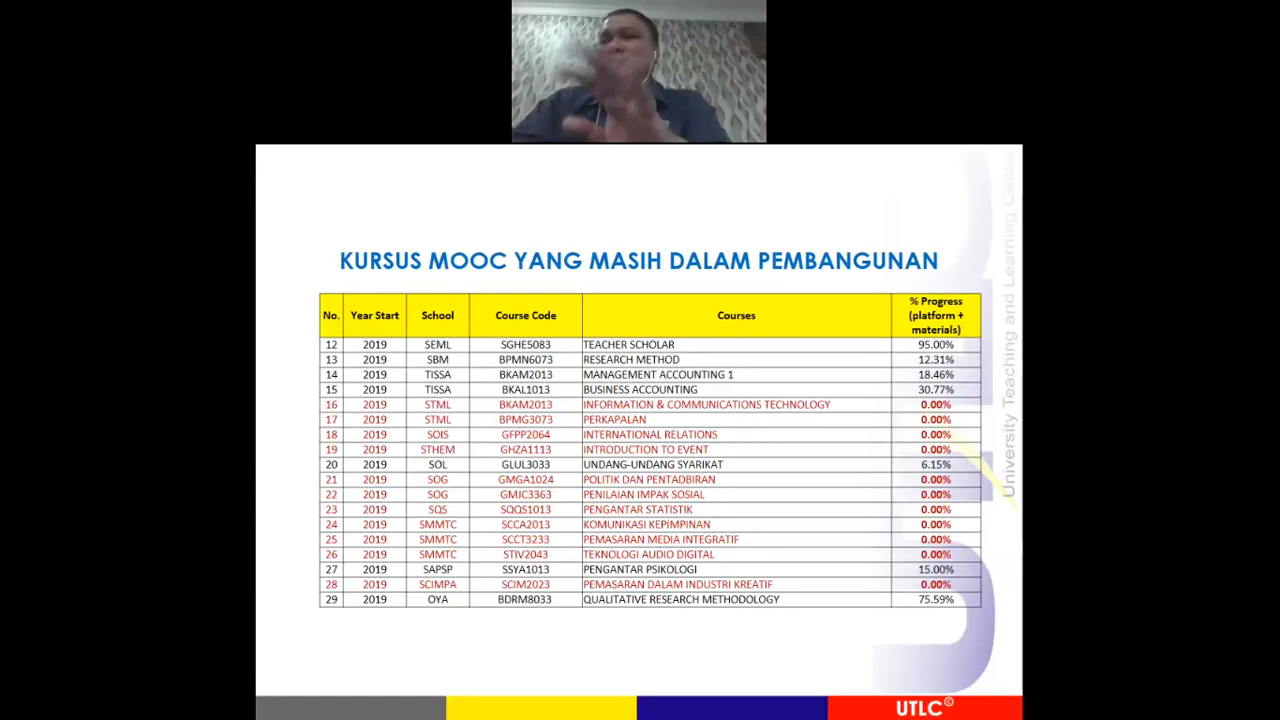 KURSUS MOOC YANG MASIH DALAM PEMBANGUNAN
No. Year Start School Course Code Courses % Progress (platform + materials)
12 2019 SEML SGHE5083 TEACHER SCHOLAR 95.00%
13 2019 SBM BPMN6073 RESEARCH METHOD 12.31%
14 2019 TISSA BKAM2013 MANAGEMENT ACCOUNTING 1 18.46%
15 2019 TISSA BKAL1013 BUSINESS ACCOUNTING 30.77%
16 2019 STML BKAM2013 INFORMATION & COMMUNICATIONS TECHNOLOGY 0.00%
17 2019 STML BPMG3073 PERKAPALAN 0.00%
18 2019 SOIS GFPP2064 INTERNATIONAL RELATIONS 0.00%
19 2019 STHEM GHZA1113 INTRODUCTION TO EVENT 0.00%
20 2019 SOL GLUL3033 UNDANG-UNDANG SYARIKAT 6.15%
21 2019 SOG GMGA1024 POLITIK DAN PENTADBIRAN 0.00%
22 2019 SOG GMJC3363 PENILAIAN IMPAK SOSIAL 0.00%
23 2019 SQS SQQS1013 PENGANTAR STATISTIK 0.00%
24 2019 SMMTC SCCA2013 KOMUNIKASI KEPIMPINAN 0.00%
25 2019 SMMTC SCCT3233 PEMASARAN MEDIA INTEGRATIF 0.00%
26 2019 SMMTC STIV2043 TEKNOLOGI AUDIO DIGITAL 0.00%
27 2019 SAPSP SSYA1013 PENGANTAR PSIKOLOGI 15.00%
28 2019 SCIMPA SCIM2023 PEMASARAN DALAM INDUSTRI KREATIF 0.00%
29 2019 OYA BDRM8033 QUALITATIVE RESEARCH METHODOLOGY 75.59%
University Teaching and Learning Centre
UTLC©